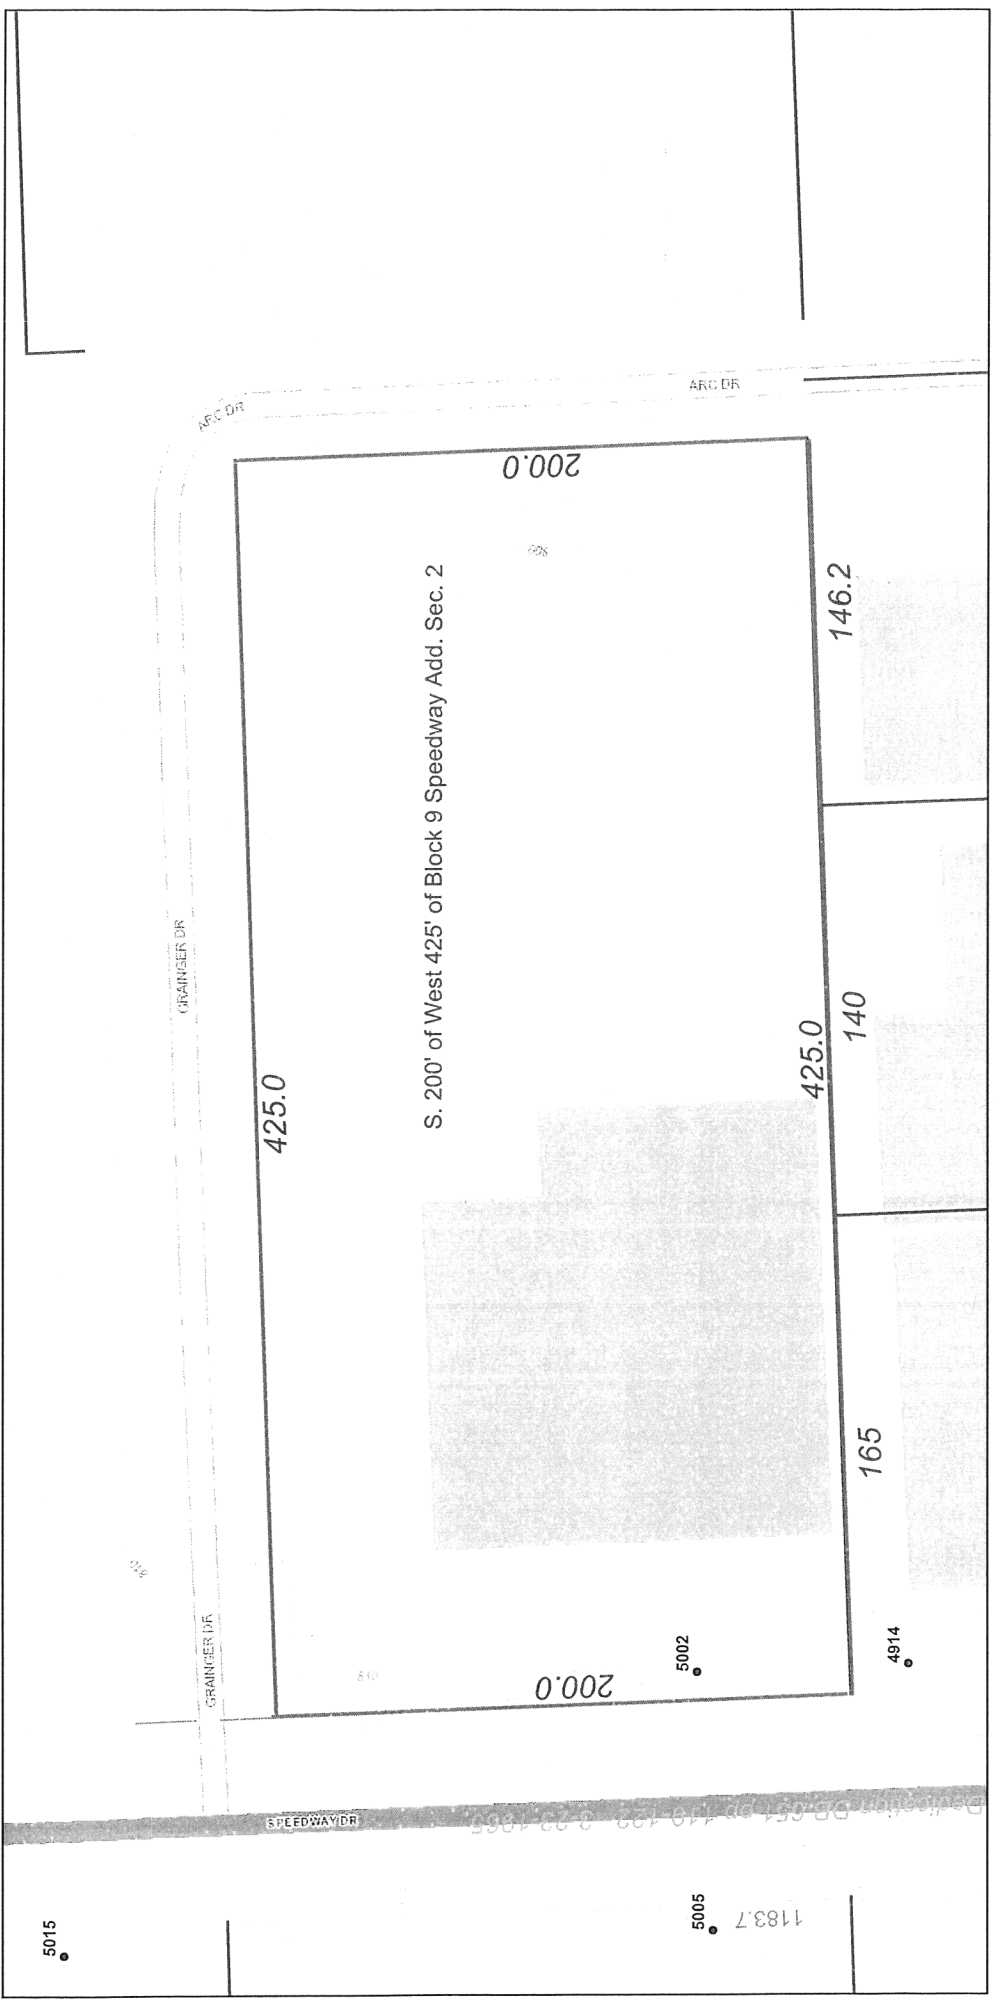 ARC DR
ARC DR
200.0
S. 200' of West 425' of Block 9 Speedway Add. Sec. 2
146.2
GRAINGER DR
425.0
425.0
140
165
GRAINGER DR
5002
4914
200.0
SPEEDWAY DR
5015
5005
1183.7